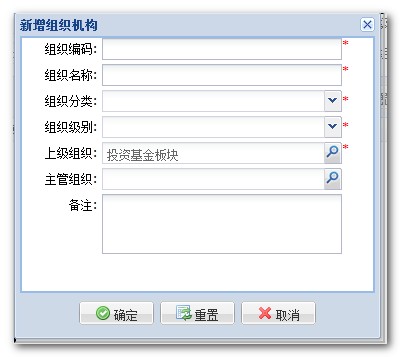 新增组织机构
组织编码: *
组织名称: *
组织分类: *
组织级别: *
上级组织: 投资基金板块 *
主管组织:
备注:
确定 重置 取消